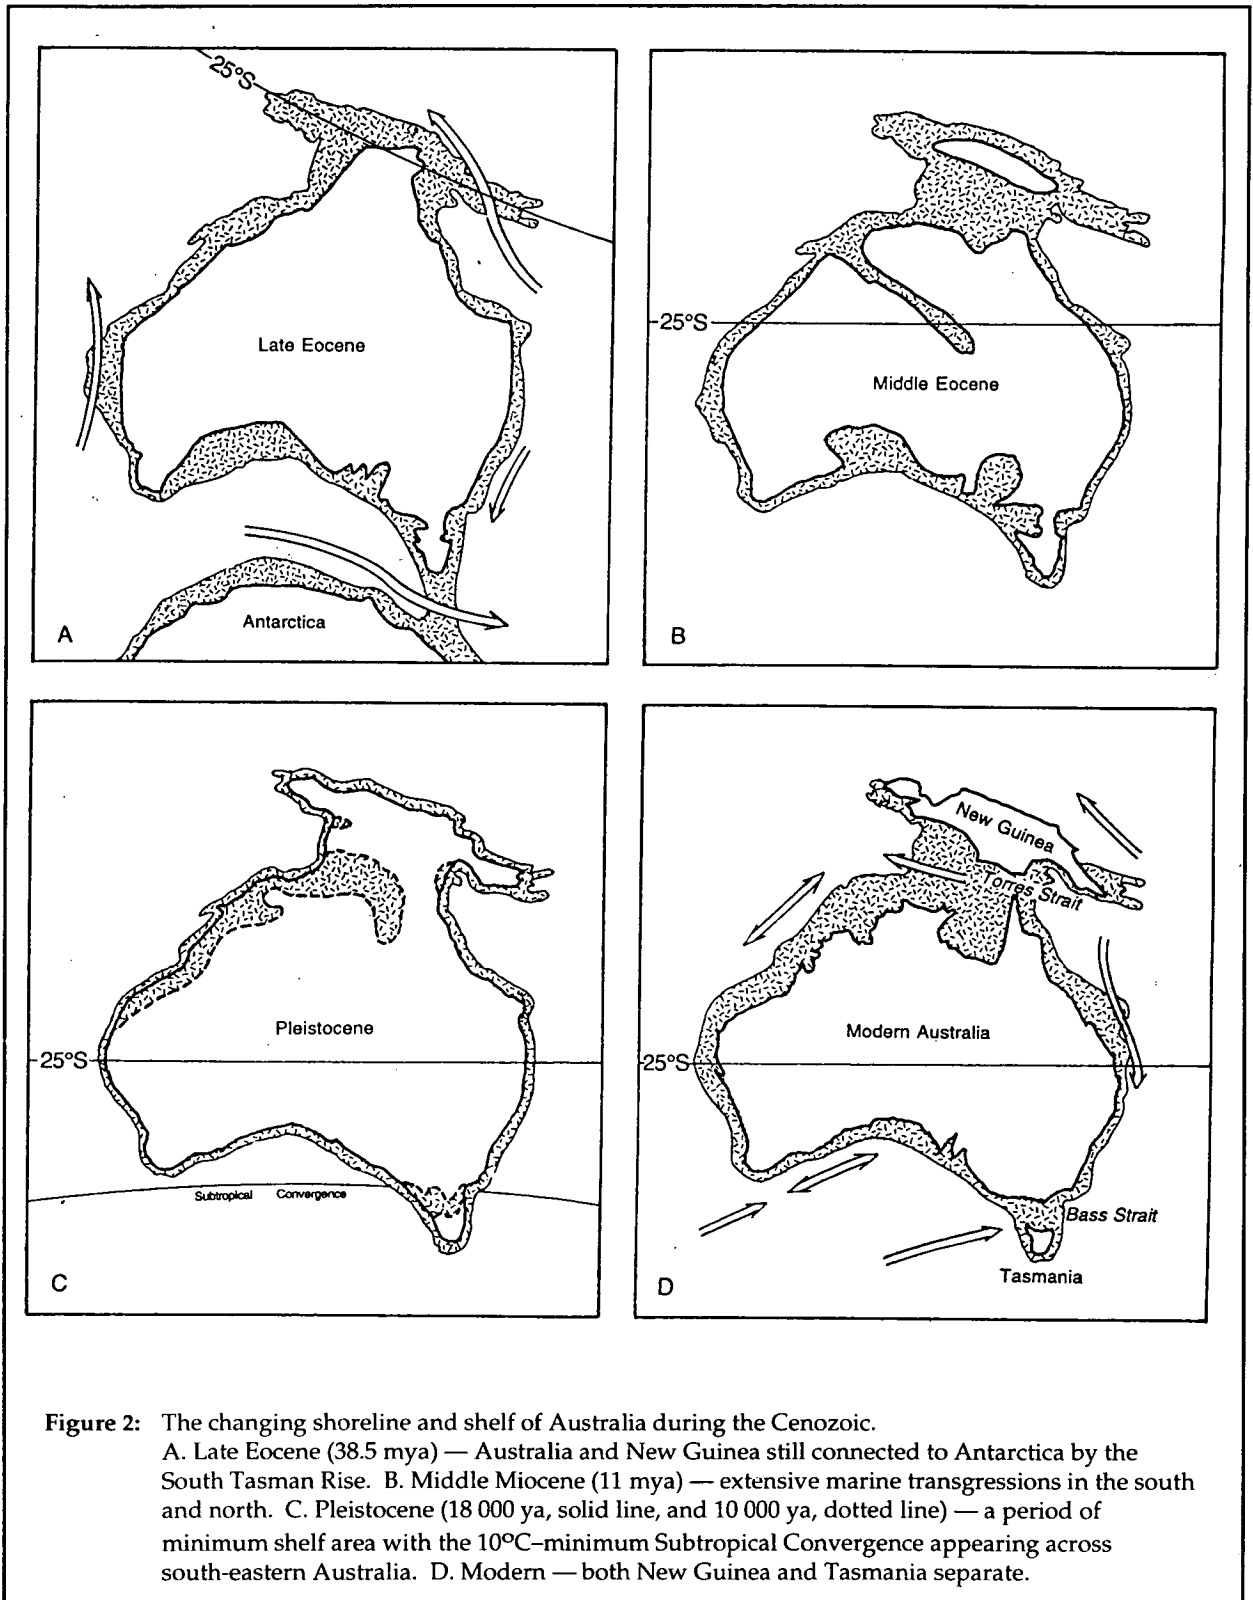 25°S
Late Eocene
Antarctica
A
25°S
Middle Eocene
B
Pleistocene
25°S
Subtropical Convergence
C
New Guinea
Torres Strait
Modern Australia
25°S
Bass Strait
Tasmania
D
Figure 2: The changing shoreline and shelf of Australia during the Cenozoic.
A. Late Eocene (38.5 mya) — Australia and New Guinea still connected to Antarctica by the
South Tasman Rise. B. Middle Miocene (11 mya) — extensive marine transgressions in the south
and north. C. Pleistocene (18 000 ya, solid line, and 10 000 ya, dotted line) — a period of
minimum shelf area with the 10°C–minimum Subtropical Convergence appearing across
south-eastern Australia. D. Modern — both New Guinea and Tasmania separate.